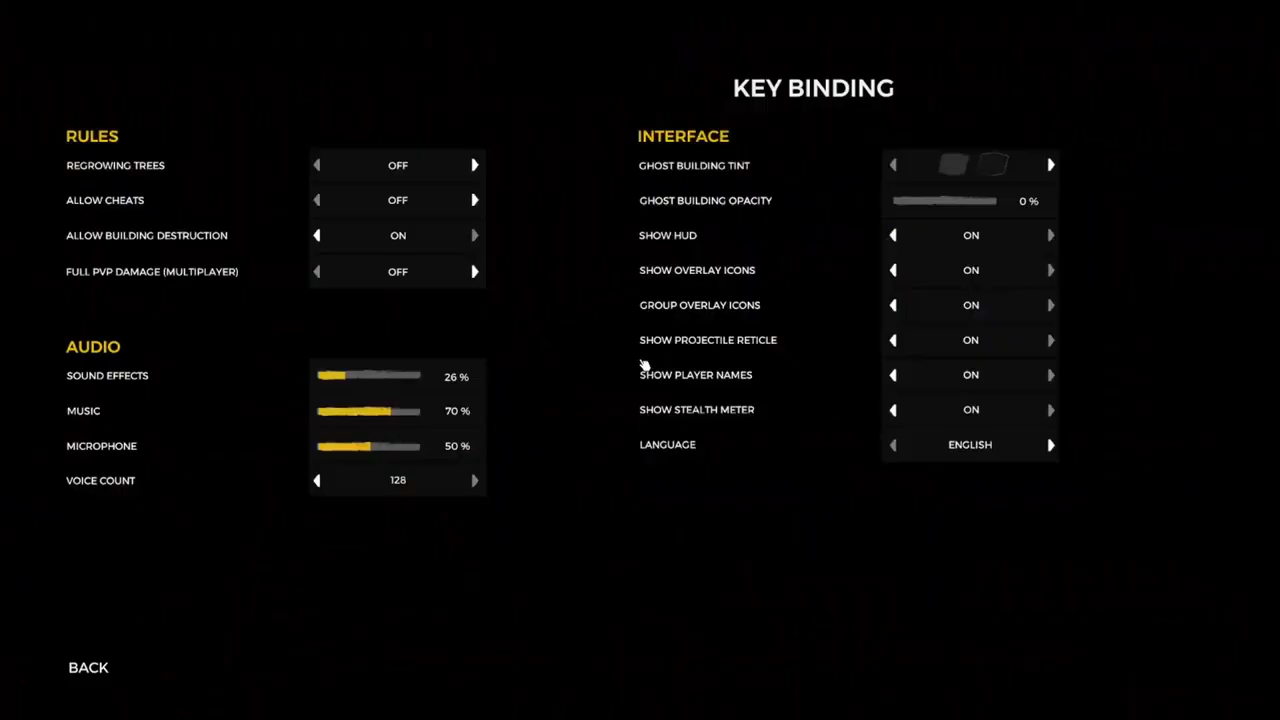 KEY BINDING
RULES
REGROWING TREES OFF
ALLOW CHEATS OFF
ALLOW BUILDING DESTRUCTION ON
FULL PVP DAMAGE (MULTIPLAYER) OFF
AUDIO
SOUND EFFECTS 26 %
MUSIC 70 %
MICROPHONE 50 %
VOICE COUNT 128
INTERFACE
GHOST BUILDING TINT
GHOST BUILDING OPACITY 0 %
SHOW HUD ON
SHOW OVERLAY ICONS ON
GROUP OVERLAY ICONS ON
SHOW PROJECTILE RETICLE ON
SHOW PLAYER NAMES ON
SHOW STEALTH METER ON
LANGUAGE ENGLISH
BACK